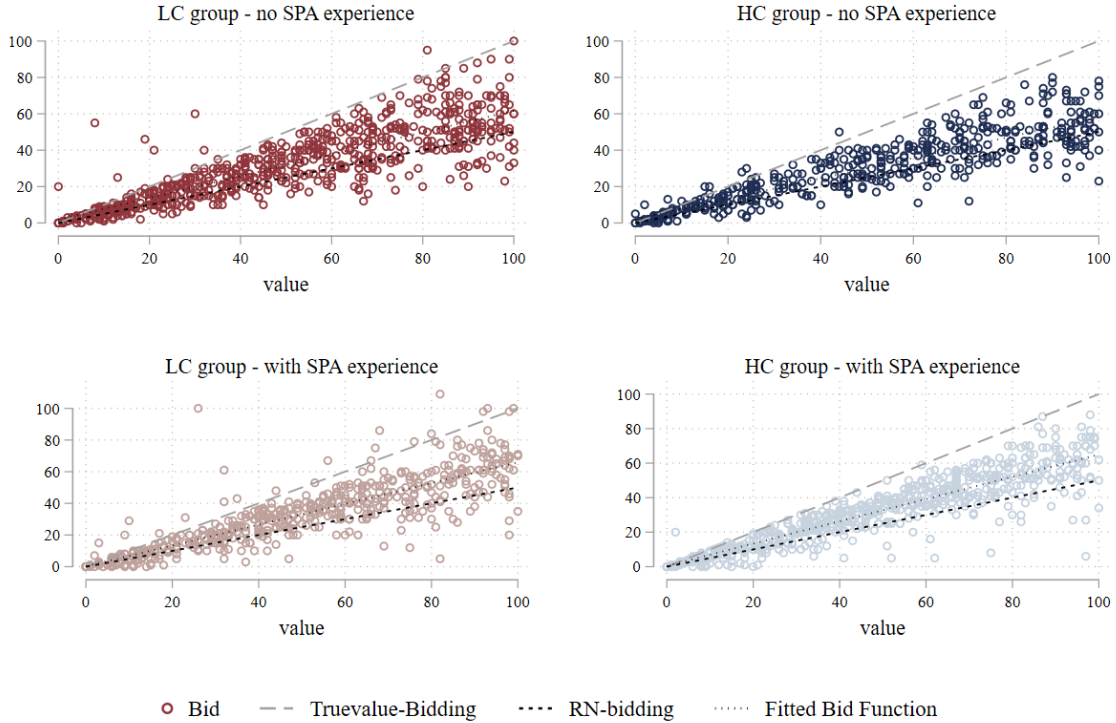 LC group - no SPA experience
HC group - no SPA experience
100
80
60
40
20
0
0 20 40 60 80 100
value
100
80
60
40
20
0
0 20 40 60 80 100
value
LC group - with SPA experience
HC group - with SPA experience
100
80
60
40
20
0
0 20 40 60 80 100
value
100
80
60
40
20
0
0 20 40 60 80 100
value
Bid Truevalue-Bidding RN-bidding Fitted Bid Function